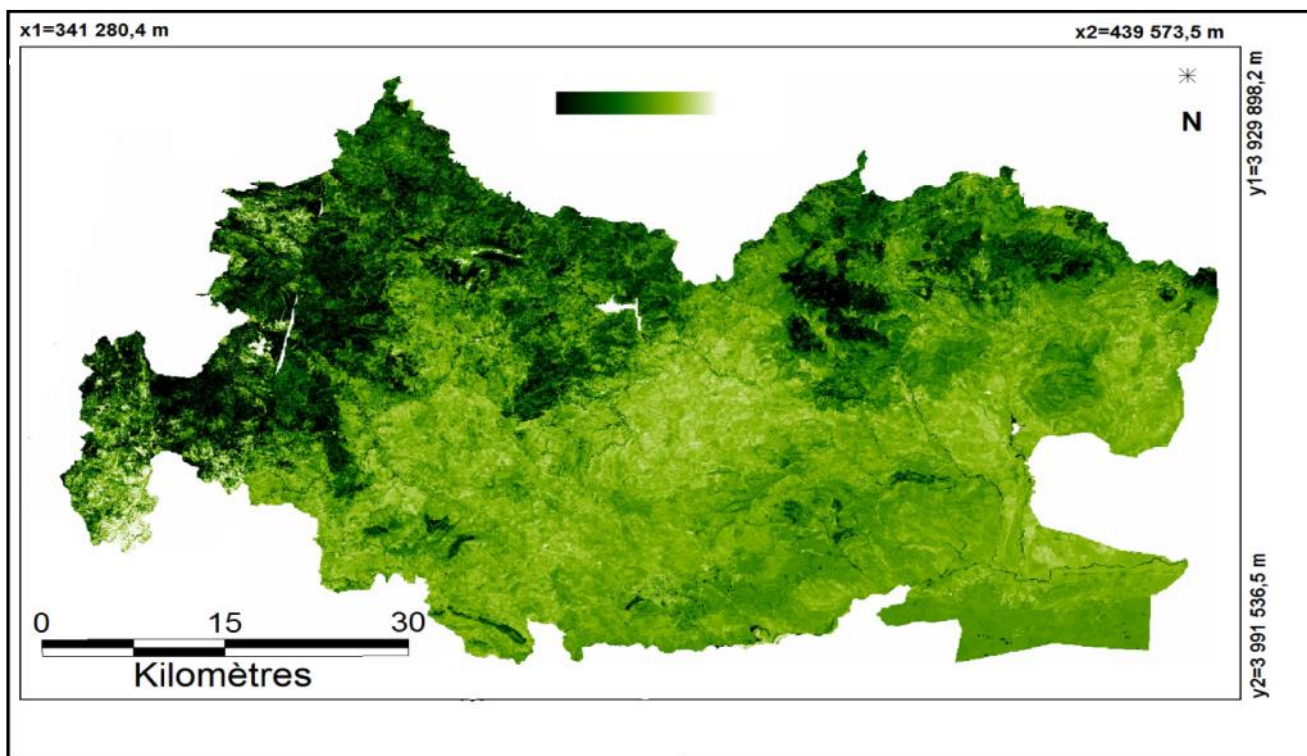 x1=341 280,4 m
x2=439 573,5 m
y1=3 929 898,2 m
N
0 15 30
Kilomètres
y2=3 991 536,5 m